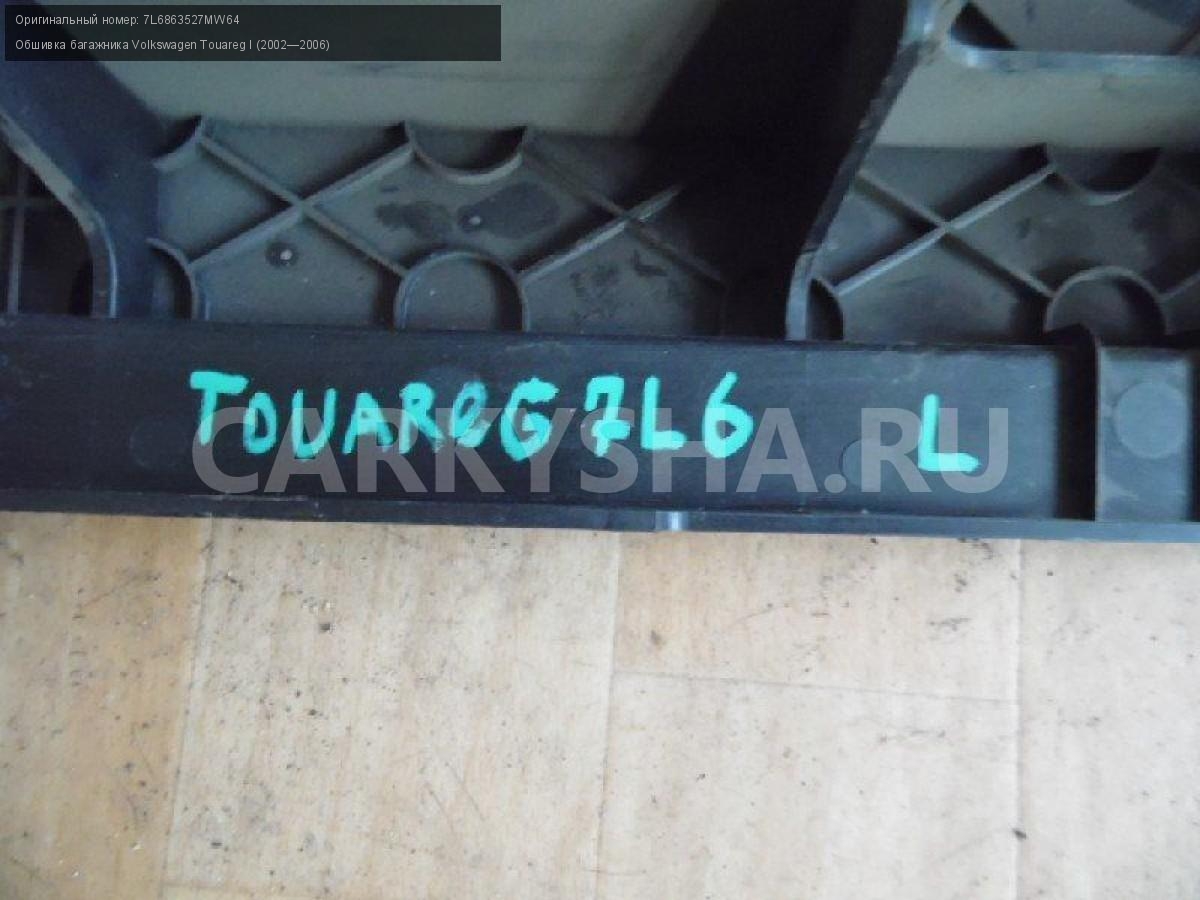 Оригинальный номер: 7L6863527MW64
Обшивка багажника Volkswagen Touareg I (2002—2006)
TOUAREG 7L6 L
CARKYSHA.RU